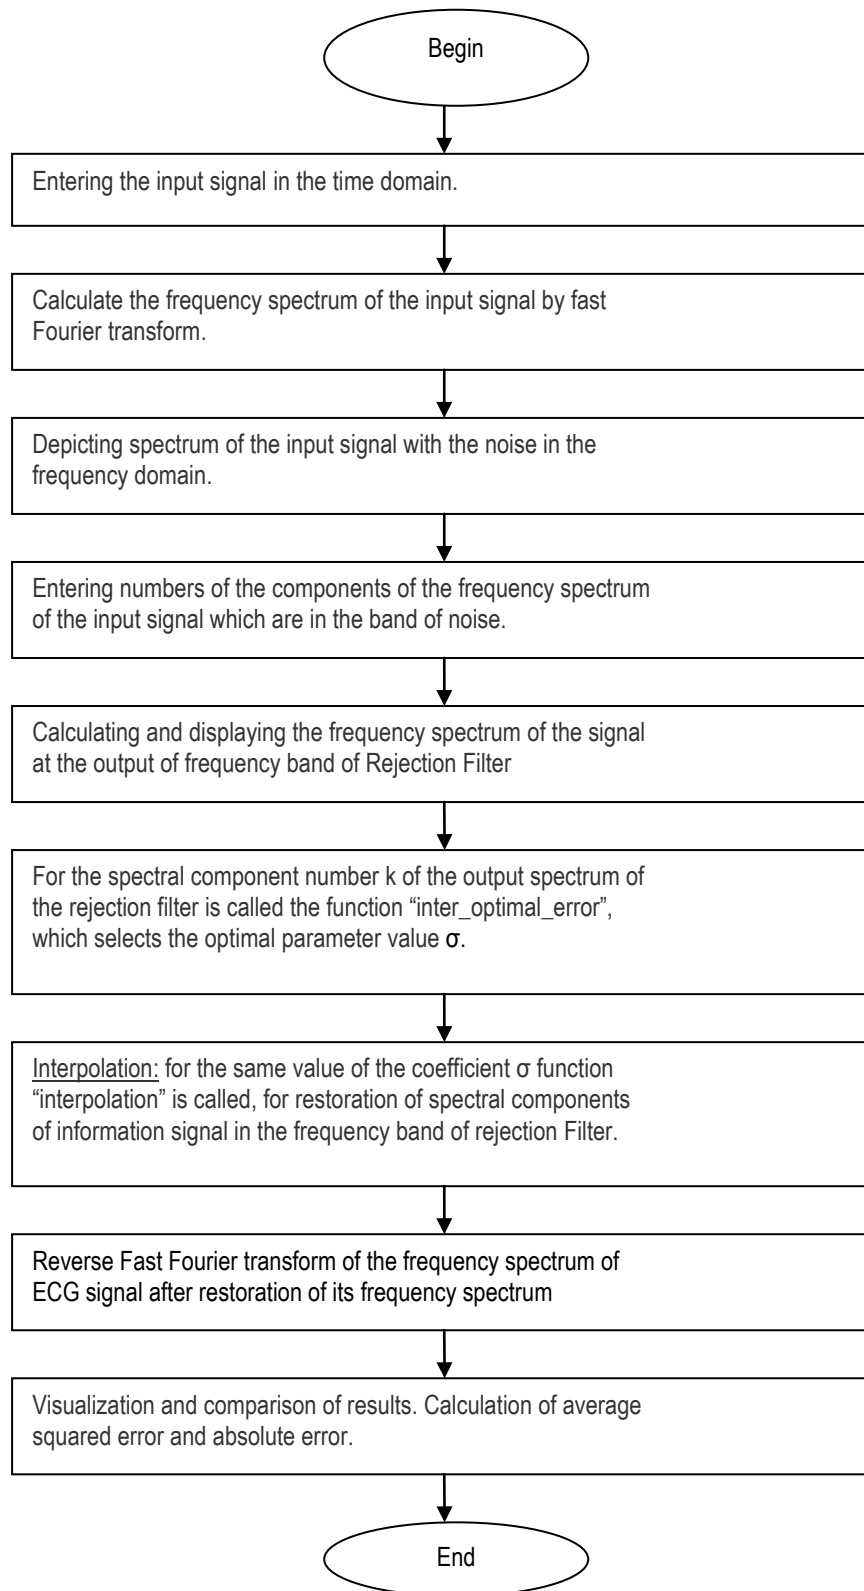 Begin
Entering the input signal in the time domain.
Calculate the frequency spectrum of the input signal by fast
Fourier transform.
Depicting spectrum of the input signal with the noise in the
frequency domain.
Entering numbers of the components of the frequency spectrum
of the input signal which are in the band of noise.
Calculating and displaying the frequency spectrum of the signal
at the output of frequency band of Rejection Filter
For the spectral component number k of the output spectrum of
the rejection filter is called the function “inter_optimal_error”,
which selects the optimal parameter value σ.
Interpolation: for the same value of the coefficient σ function
“interpolation” is called, for restoration of spectral components
of information signal in the frequency band of rejection Filter.
Reverse Fast Fourier transform of the frequency spectrum of
ECG signal after restoration of its frequency spectrum
Visualization and comparison of results. Calculation of average
squared error and absolute error.
End